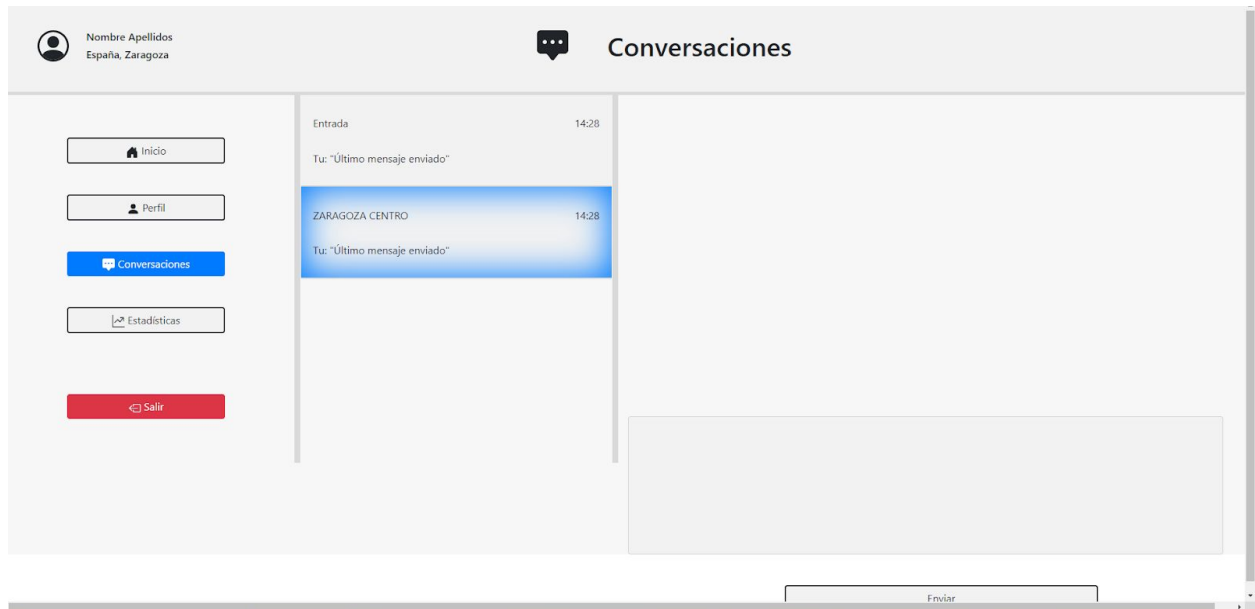 Nombre Apellidos
España, Zaragoza
Conversaciones
Inicio
Perfil
Conversaciones
Estadísticas
Salir
Entrada 14:28
Tu: "Último mensaje enviado"
ZARAGOZA CENTRO 14:28
Tu: "Último mensaje enviado"
Enviar